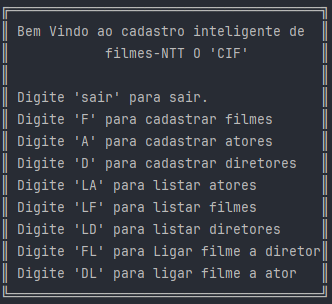 Bem Vindo ao cadastro inteligente de
filmes-NTT O 'CIF'
Digite 'sair' para sair.
Digite 'F' para cadastrar filmes
Digite 'A' para cadastrar atores
Digite 'D' para cadastrar diretores
Digite 'LA' para listar atores
Digite 'LF' para listar filmes
Digite 'LD' para listar diretores
Digite 'FL' para Ligar filme a diretor
Digite 'DL' para ligar filme a ator